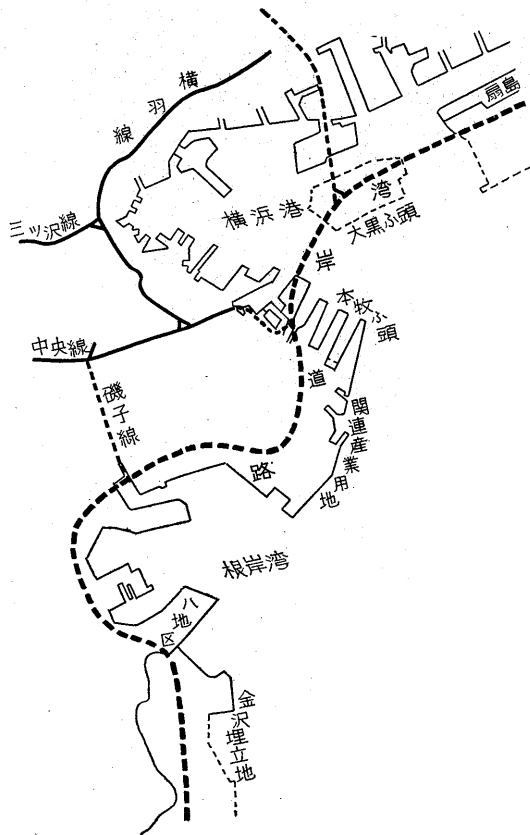 横羽線
扇島
三ツ沢線
横浜港
大黒ふ頭
湾岸道路
本牧ふ頭
中央線
磯子線
関連産業用地
根岸湾
八地区
金沢埋立地